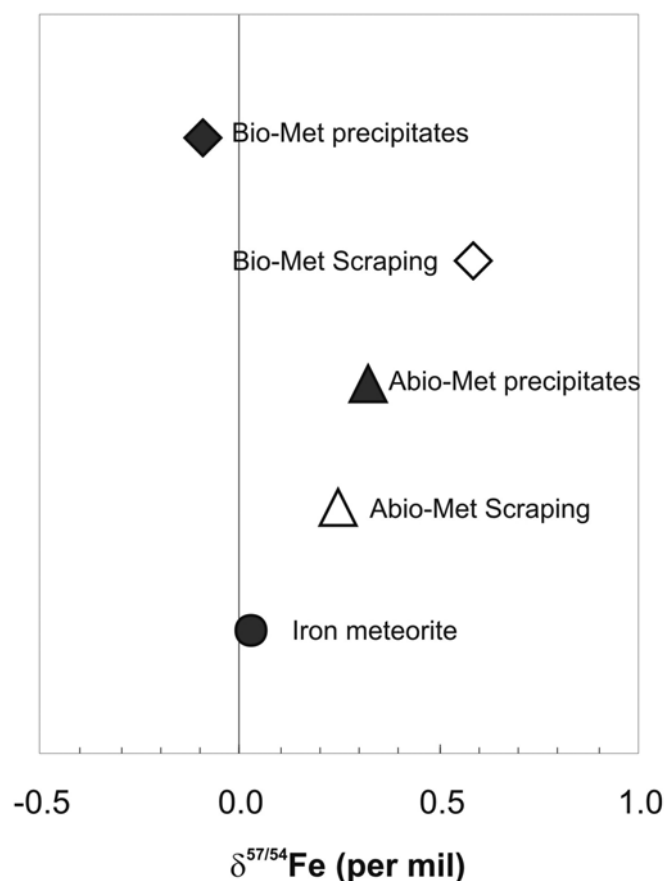 Bio-Met precipitates
Bio-Met Scraping
Abio-Met precipitates
Abio-Met Scraping
Iron meteorite
-0.5 0.0 0.5 1.0
δ57/54Fe (per mil)